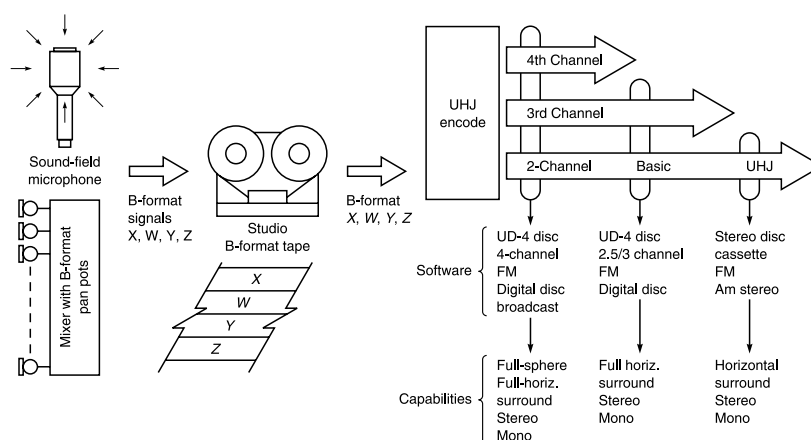 Sound-field
microphone
Mixer with B-format
pan pots
B-format
signals
X, W, Y, Z
Studio
B-format tape
X
W
Y
Z
B-format
X, W, Y, Z
UHJ
encode
4th Channel
3rd Channel
2-Channel Basic UHJ
Software
UD-4 disc
4-channel
FM
Digital disc
broadcast
UD-4 disc
2.5/3 channel
FM
Digital disc
Stereo disc
cassette
FM
Am stereo
Capabilities
Full-sphere
Full-horiz.
surround
Stereo
Mono
Full horiz.
surround
Stereo
Mono
Horizontal
surround
Stereo
Mono